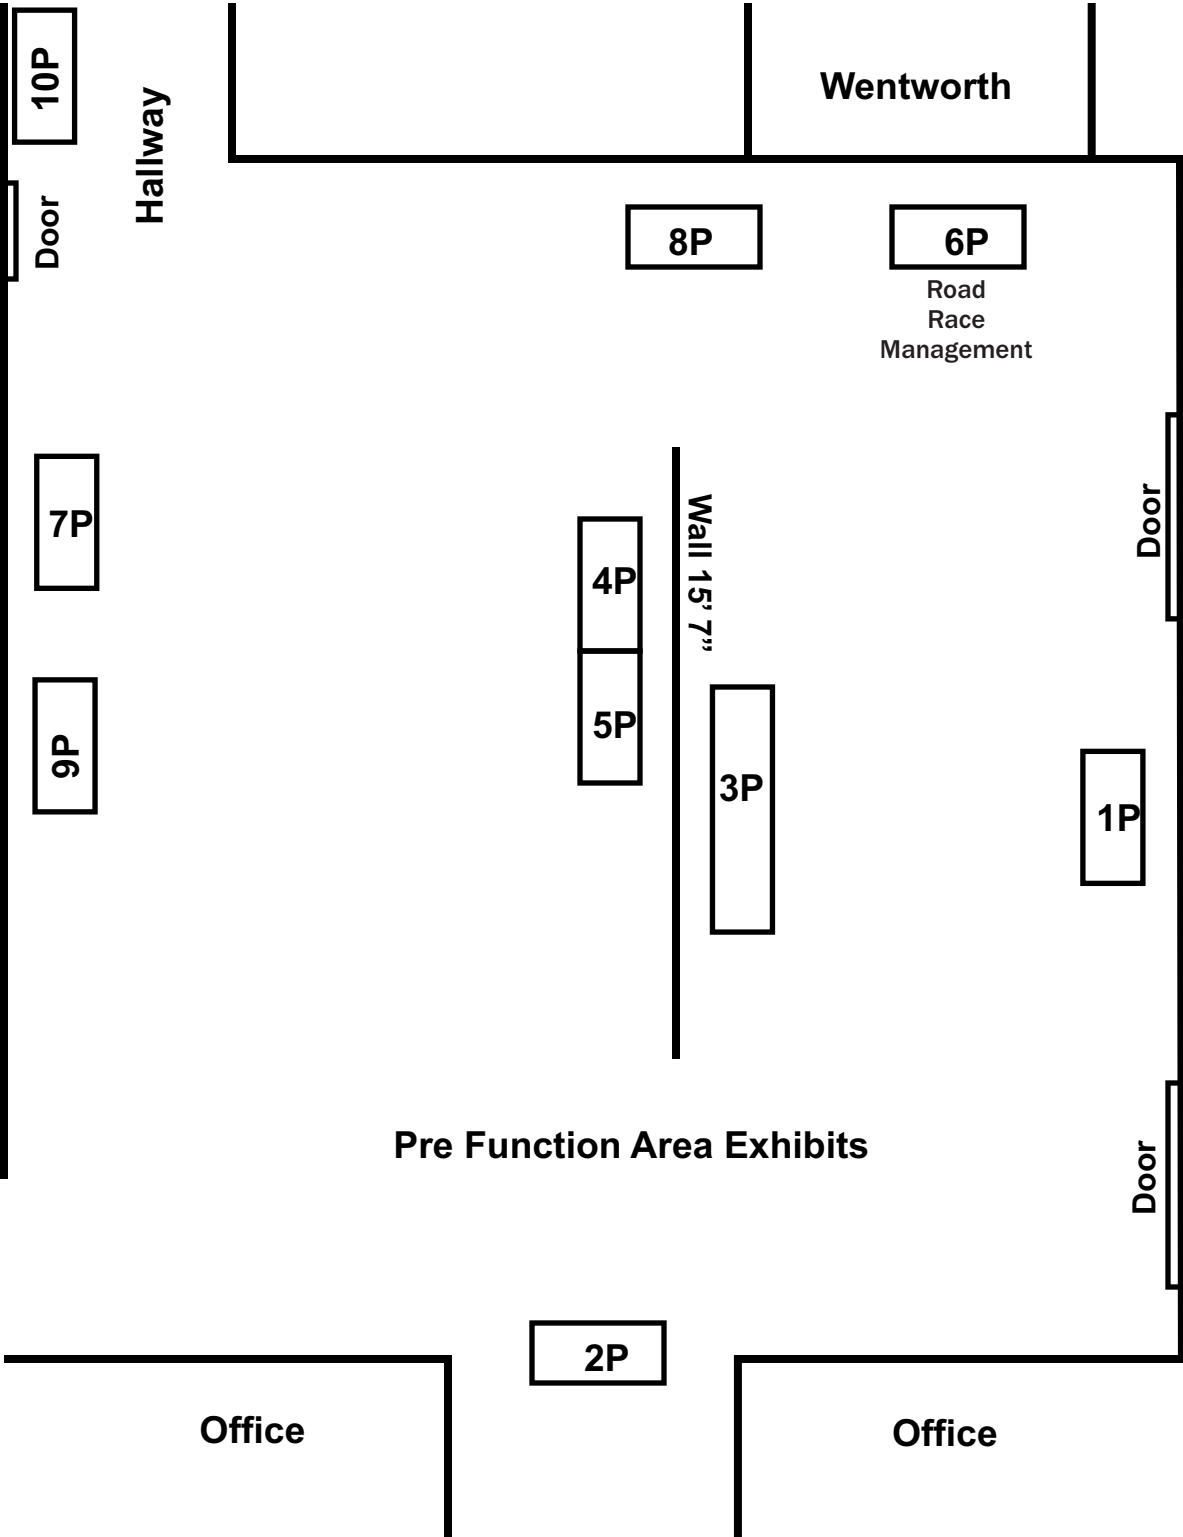 10P
Hallway
Wentworth
Door
8P
6P
Road
Race
Management
7P
Door
Wall 15’ 7”
4P
5P
9P
3P
1P
Pre Function Area Exhibits
Door
2P
Office
Office